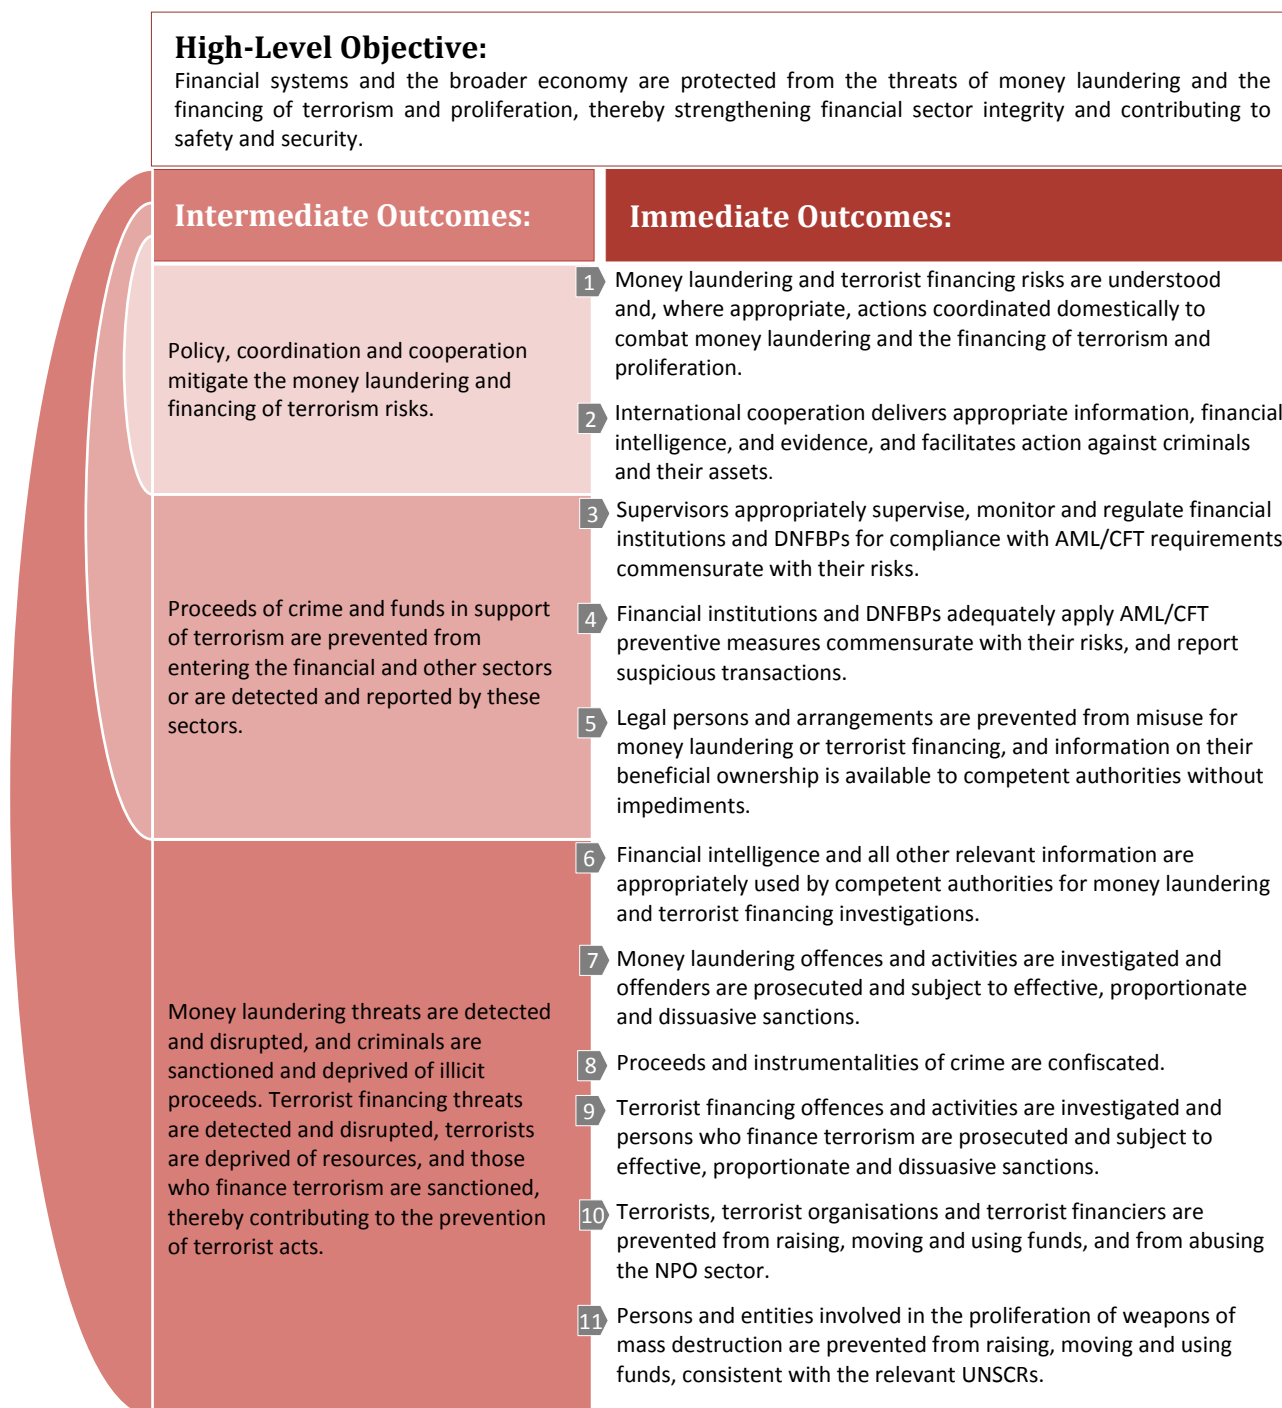 High-Level Objective:
Financial systems and the broader economy are protected from the threats of money laundering and the
financing of terrorism and proliferation, thereby strengthening financial sector integrity and contributing to
safety and security.
Intermediate Outcomes:
Immediate Outcomes:
Policy, coordination and cooperation
mitigate the money laundering and
financing of terrorism risks.
1 Money laundering and terrorist financing risks are understood
and, where appropriate, actions coordinated domestically to
combat money laundering and the financing of terrorism and
proliferation.
2 International cooperation delivers appropriate information, financial
intelligence, and evidence, and facilitates action against criminals
and their assets.
Proceeds of crime and funds in support
of terrorism are prevented from
entering the financial and other sectors
or are detected and reported by these
sectors.
3 Supervisors appropriately supervise, monitor and regulate financial
institutions and DNFBPs for compliance with AML/CFT requirements
commensurate with their risks.
4 Financial institutions and DNFBPs adequately apply AML/CFT
preventive measures commensurate with their risks, and report
suspicious transactions.
5 Legal persons and arrangements are prevented from misuse for
money laundering or terrorist financing, and information on their
beneficial ownership is available to competent authorities without
impediments.
Money laundering threats are detected
and disrupted, and criminals are
sanctioned and deprived of illicit
proceeds. Terrorist financing threats
are detected and disrupted, terrorists
are deprived of resources, and those
who finance terrorism are sanctioned,
thereby contributing to the prevention
of terrorist acts.
6 Financial intelligence and all other relevant information are
appropriately used by competent authorities for money laundering
and terrorist financing investigations.
7 Money laundering offences and activities are investigated and
offenders are prosecuted and subject to effective, proportionate
and dissuasive sanctions.
8 Proceeds and instrumentalities of crime are confiscated.
9 Terrorist financing offences and activities are investigated and
persons who finance terrorism are prosecuted and subject to
effective, proportionate and dissuasive sanctions.
10 Terrorists, terrorist organisations and terrorist financiers are
prevented from raising, moving and using funds, and from abusing
the NPO sector.
11 Persons and entities involved in the proliferation of weapons of
mass destruction are prevented from raising, moving and using
funds, consistent with the relevant UNSCRs.